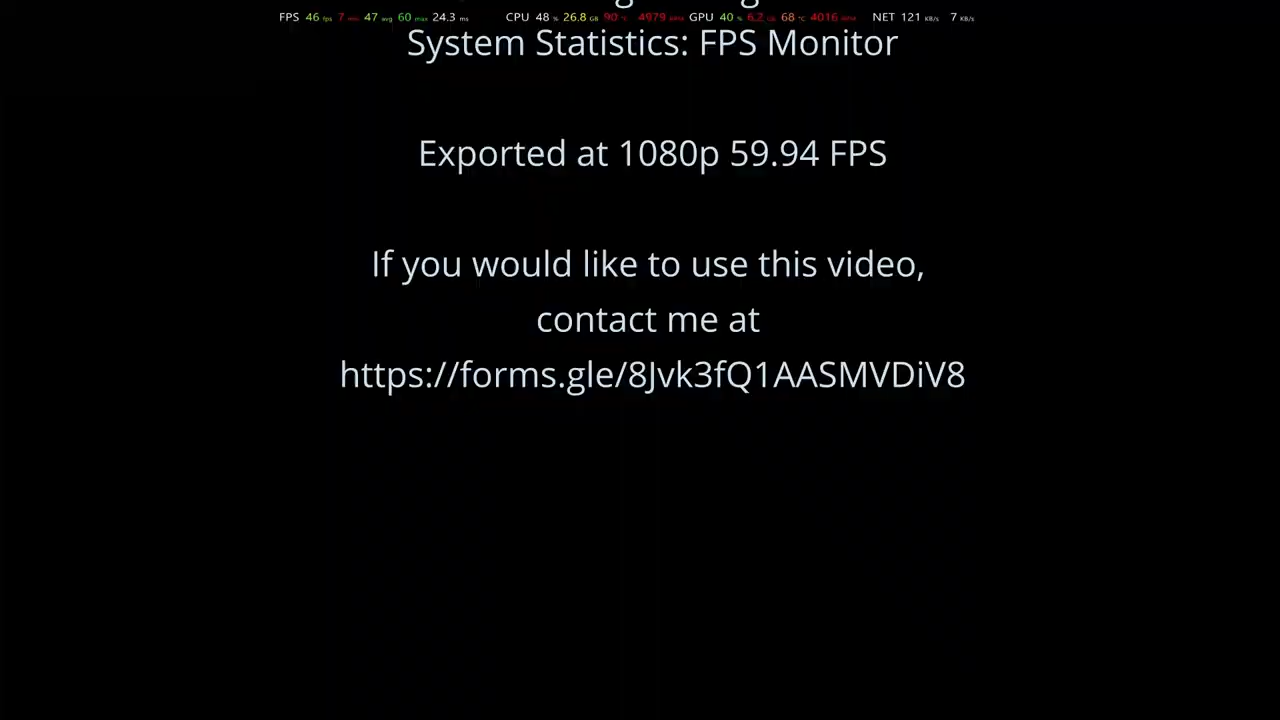 FPS 46 fps 7 min 47 avg 60 max 24.3 ms CPU 48 % 26.8 GB 90 °C 4979 RPM GPU 40 % 6.2 GB 68 °C 4016 RPM NET 121 KB/s 7 KB/s
System Statistics: FPS Monitor
Exported at 1080p 59.94 FPS
If you would like to use this video,
contact me at
https://forms.gle/8Jvk3fQ1AASMVDiV8